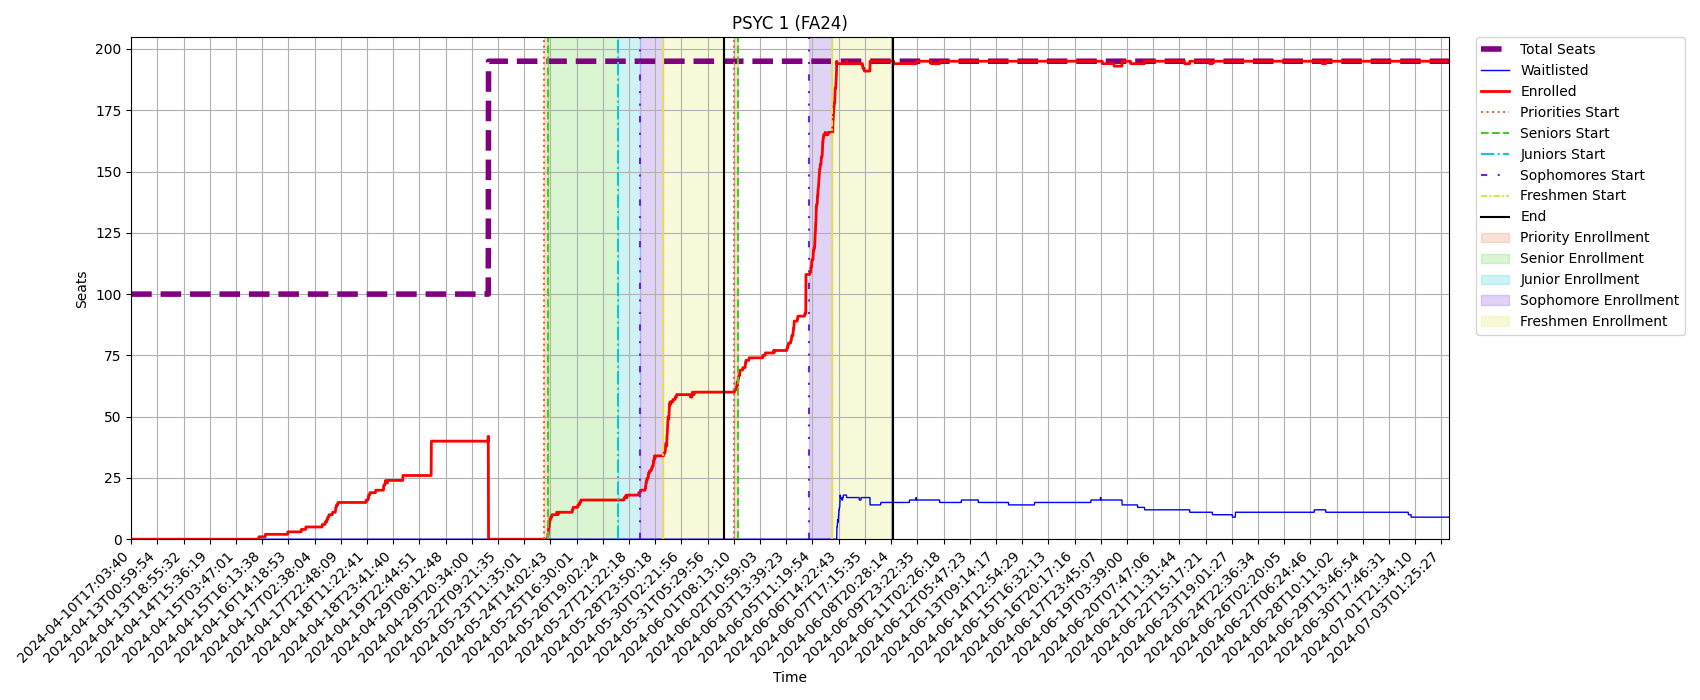 PSYC 1 (FA24)
Seats
200
175
150
125
100
75
50
25
0
2024-04-10T17:03:40
2024-04-13T00:59:54
2024-04-13T18:55:32
2024-04-14T15:36:19
2024-04-15T03:47:01
2024-04-15T16:13:38
2024-04-16T14:18:53
2024-04-17T02:38:04
2024-04-17T22:48:09
2024-04-18T11:22:41
2024-04-18T23:41:40
2024-04-19T22:44:51
2024-04-29T08:12:48
2024-04-29T20:34:00
2024-05-22T09:21:35
2024-05-23T11:35:01
2024-05-24T14:02:43
2024-05-25T16:30:01
2024-05-26T19:02:24
2024-05-27T21:22:18
2024-05-28T23:50:18
2024-05-30T02:21:56
2024-05-31T05:29:56
2024-06-01T08:13:10
2024-06-02T10:59:03
2024-06-03T13:39:23
2024-06-05T11:19:54
2024-06-06T14:22:43
2024-06-07T17:15:35
2024-06-08T20:28:14
2024-06-09T23:22:35
2024-06-11T02:26:18
2024-06-12T05:47:23
2024-06-13T09:14:17
2024-06-14T12:54:29
2024-06-15T16:32:13
2024-06-16T20:17:16
2024-06-17T23:45:07
2024-06-19T03:39:00
2024-06-20T07:47:06
2024-06-21T11:31:44
2024-06-22T15:17:21
2024-06-23T19:01:27
2024-06-24T22:36:34
2024-06-26T02:20:05
2024-06-27T06:24:46
2024-06-28T10:11:02
2024-06-29T13:46:54
2024-06-30T17:46:31
2024-07-01T21:34:10
2024-07-03T01:25:27
Time
Total Seats
Waitlisted
Enrolled
Priorities Start
Seniors Start
Juniors Start
Sophomores Start
Freshmen Start
End
Priority Enrollment
Senior Enrollment
Junior Enrollment
Sophomore Enrollment
Freshmen Enrollment